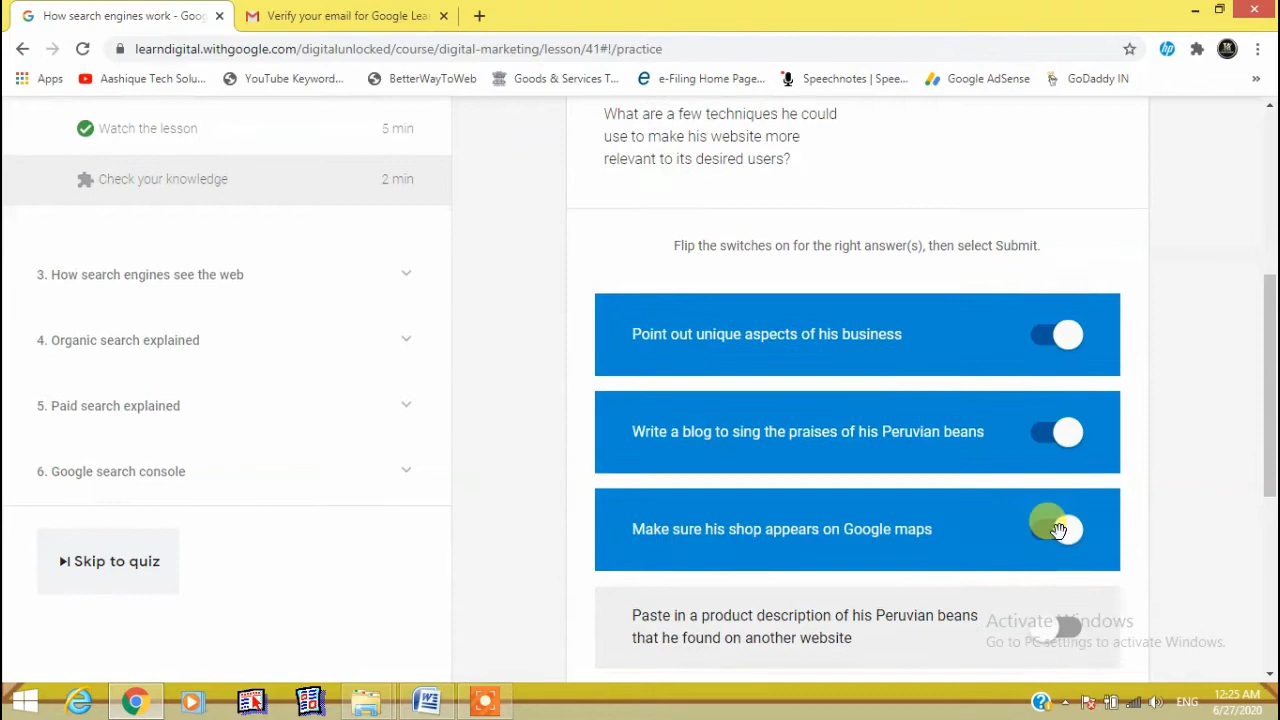 How search engines work - Goog
Verify your email for Google Lea
learndigital.withgoogle.com/digitalunlocked/course/digital-marketing/lesson/41#!/practice
Apps
Aashique Tech Solu...
YouTube Keyword...
BetterWayToWeb
Goods & Services T...
e-Filing Home Page...
Speechnotes | Spee...
Google AdSense
GoDaddy IN
»
Watch the lesson 5 min
Check your knowledge 2 min
3. How search engines see the web
4. Organic search explained
5. Paid search explained
6. Google search console
Skip to quiz
What are a few techniques he could
use to make his website more
relevant to its desired users?
Flip the switches on for the right answer(s), then select Submit.
Point out unique aspects of his business
Write a blog to sing the praises of his Peruvian beans
Make sure his shop appears on Google maps
Paste in a product description of his Peruvian beans
that he found on another website
Activate Windows
Go to PC settings to activate Windows.
ENG
12:25 AM
6/27/2020